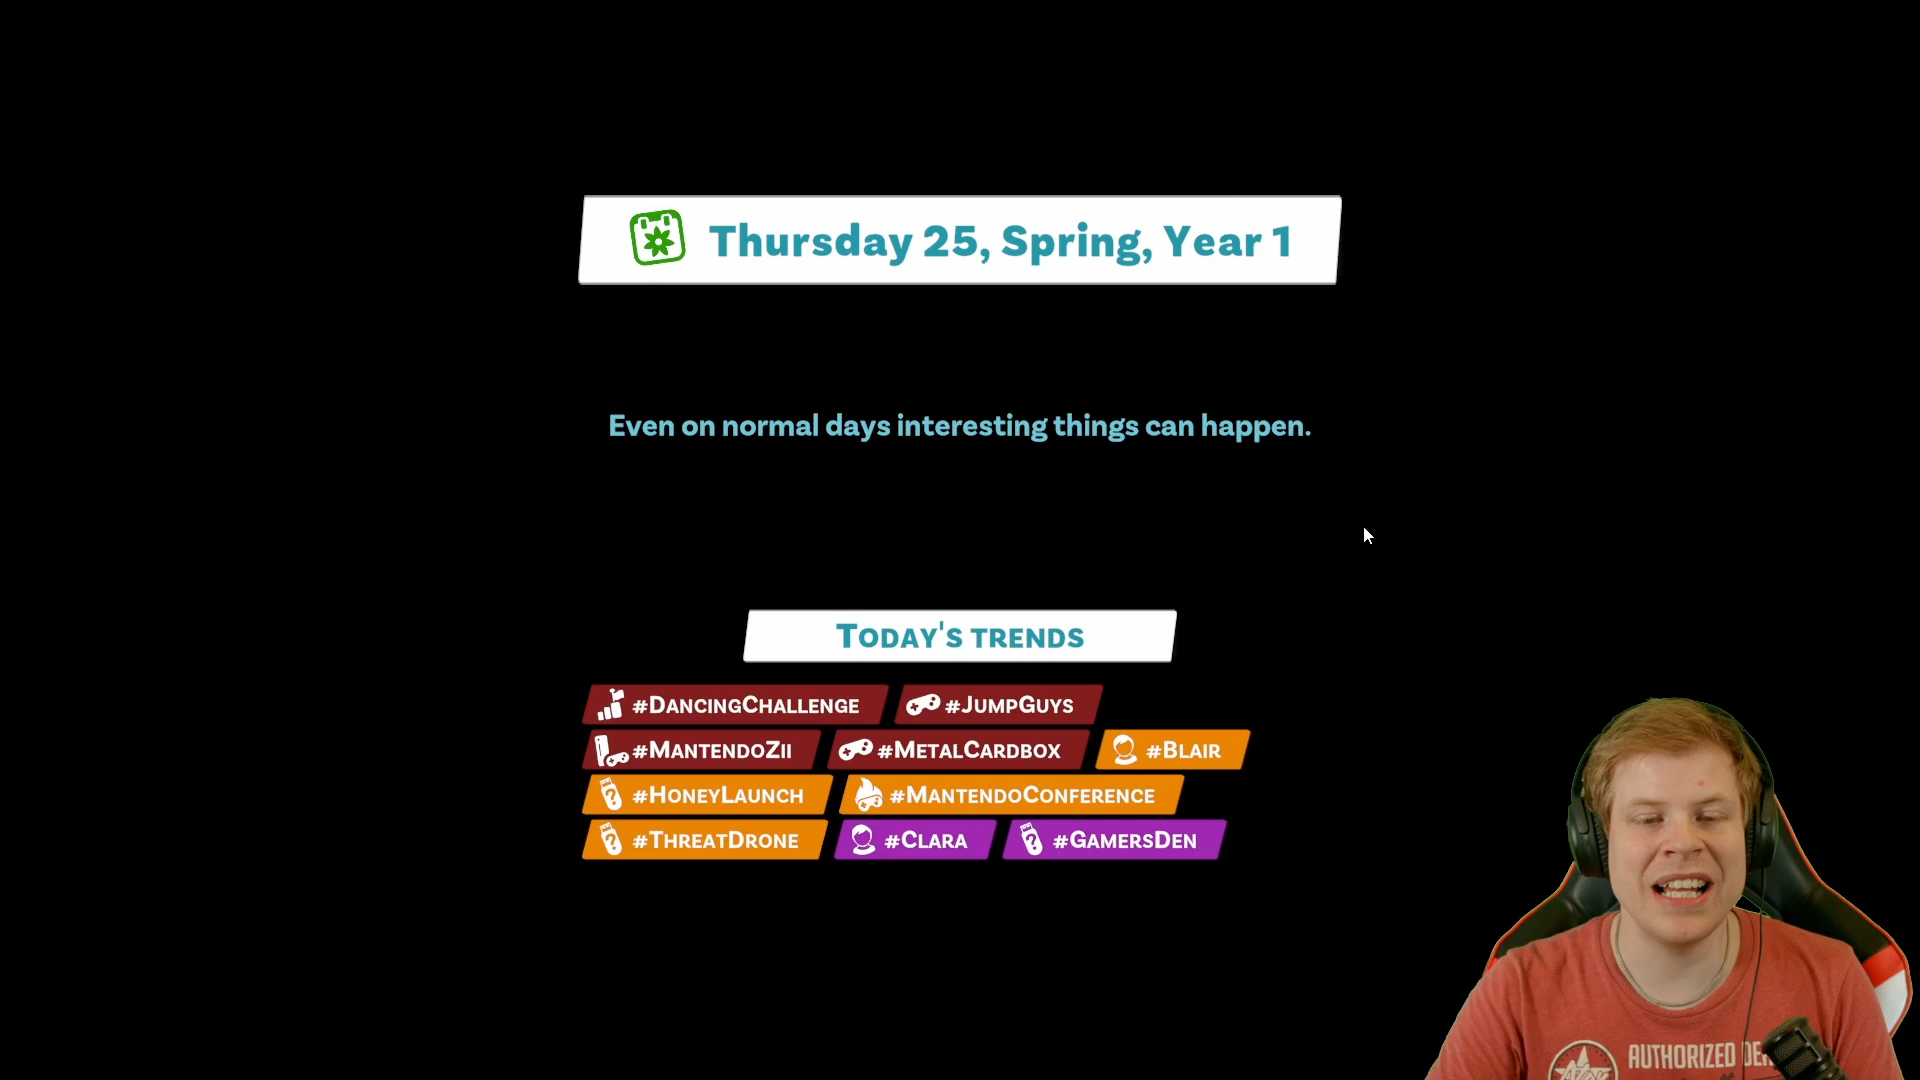 Thursday 25, Spring, Year 1
Even on normal days interesting things can happen.
TODAY'S TRENDS
#DANCINGCHALLENGE #JUMPGUYS
#MANTENDOZII #METALCARDBOX #BLAIR
#HONEYLAUNCH #MANTENDOCONFERENCE
#THREATDRONE #CLARA #GAMERSDEN
AUTHORIZED